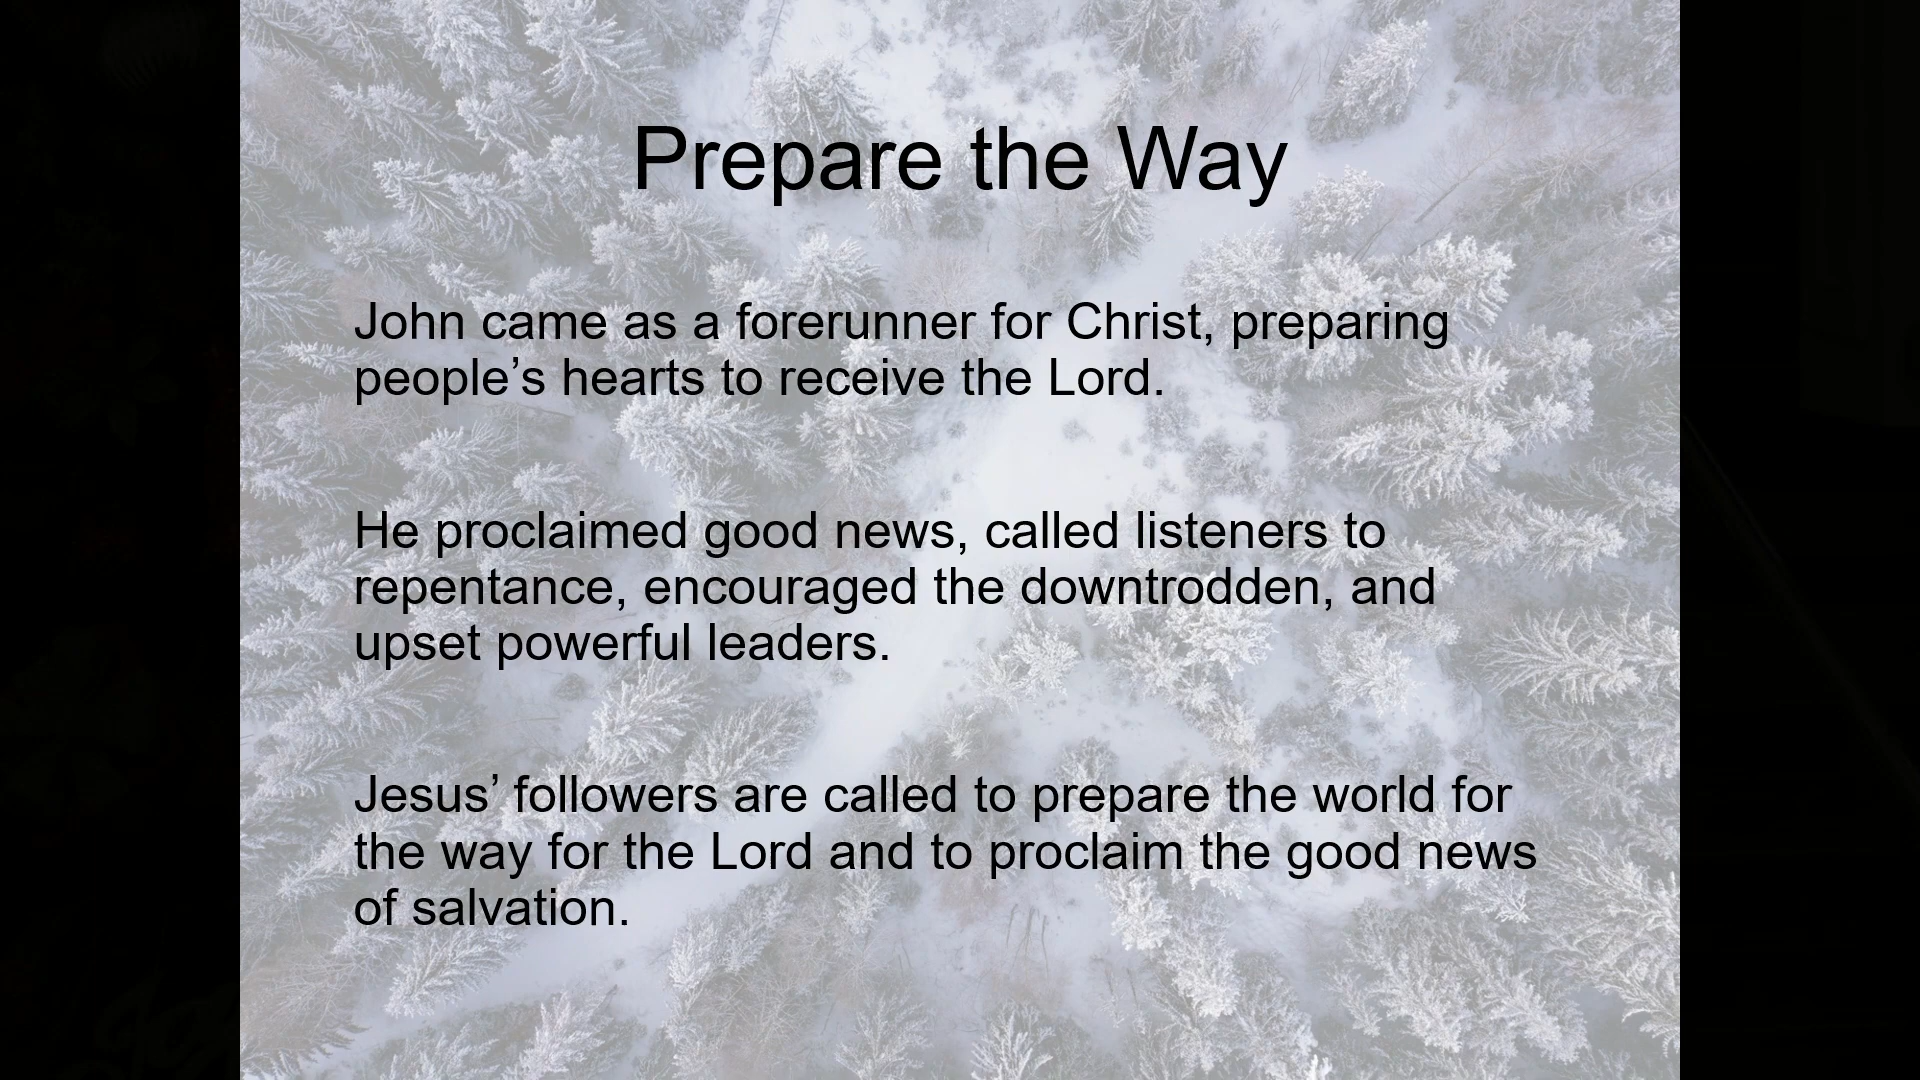 Prepare the Way
John came as a forerunner for Christ, preparing
people’s hearts to receive the Lord.
He proclaimed good news, called listeners to
repentance, encouraged the downtrodden, and
upset powerful leaders.
Jesus’ followers are called to prepare the world for
the way for the Lord and to proclaim the good news
of salvation.